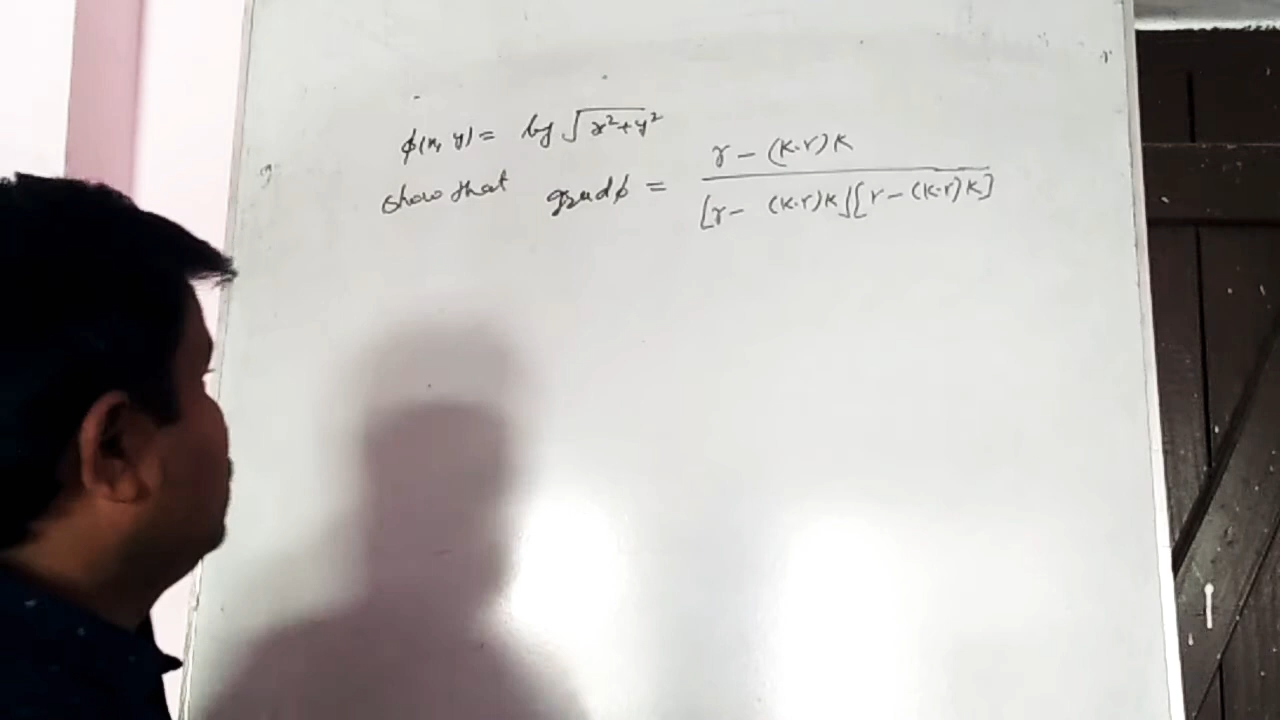 φ(x, y) = log √x²+y²
show that grad φ = r - (k.r)k / [r - (k.r)k][r - (k.r)k]